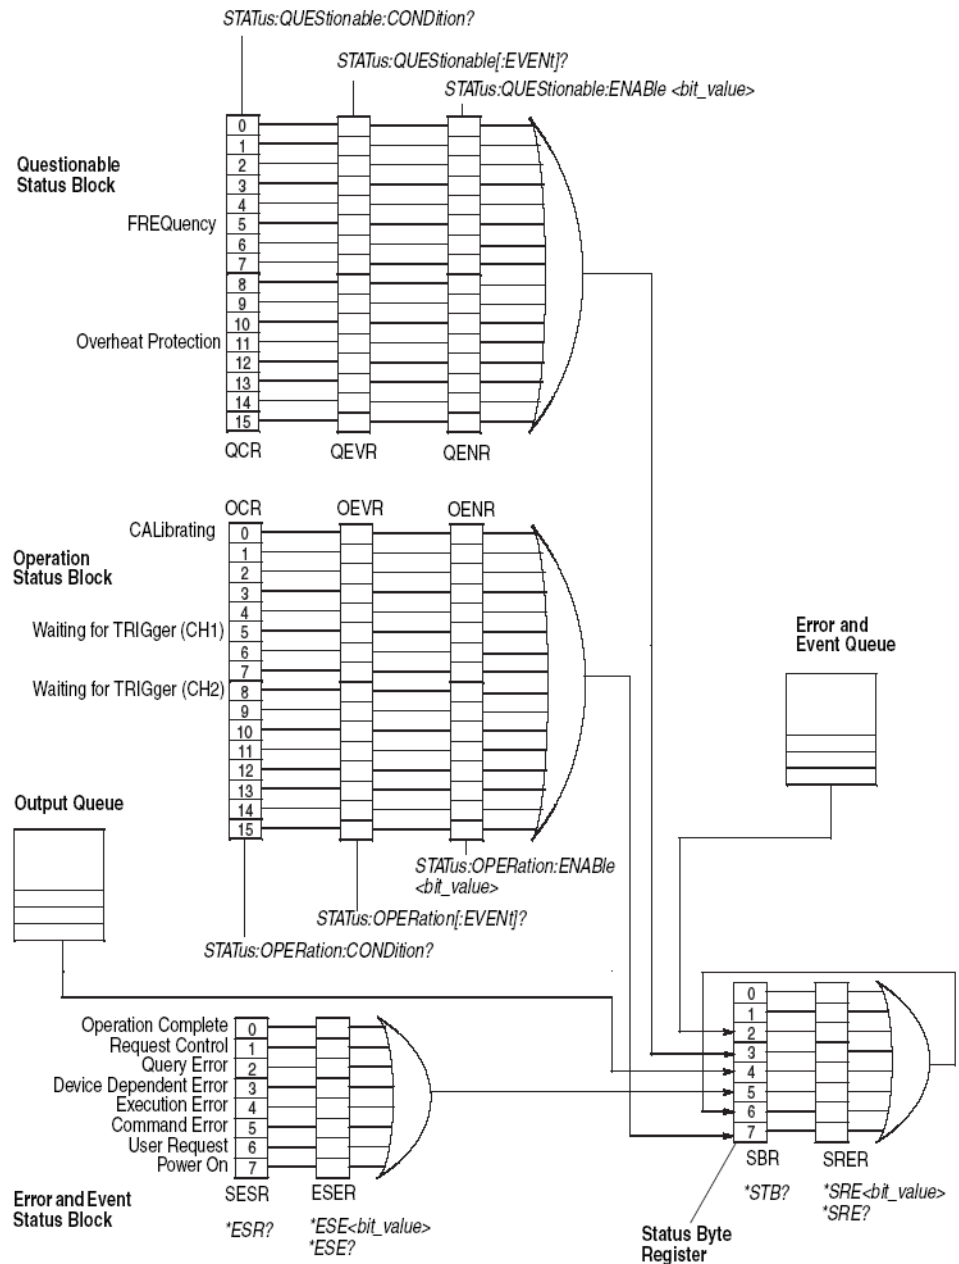 STATus:QUEStionable:CONDition?
STATus:QUEStionable[:EVENt]?
STATus:QUEStionable:ENABle <bit_value>
Questionable
Status Block
FREQuency
Overheat Protection
0
1
2
3
4
5
6
7
8
9
10
11
12
13
14
15
QCR
QEVR
QENR
OCR
OEVR
OENR
CALibrating
Operation
Status Block
Waiting for TRIGger (CH1)
Waiting for TRIGger (CH2)
0
1
2
3
4
5
6
7
8
9
10
11
12
13
14
15
Error and
Event Queue
Output Queue
STATus:OPERation:ENABle
<bit_value>
STATus:OPERation[:EVENt]?
STATus:OPERation:CONDition?
Operation Complete 0
Request Control 1
Query Error 2
Device Dependent Error 3
Execution Error 4
Command Error 5
User Request 6
Power On 7
SESR
ESER
Error and Event
Status Block
*ESR?
*ESE<bit_value>
*ESE?
0
1
2
3
4
5
6
7
SBR
SRER
*STB?
*SRE<bit_value>
*SRE?
Status Byte
Register